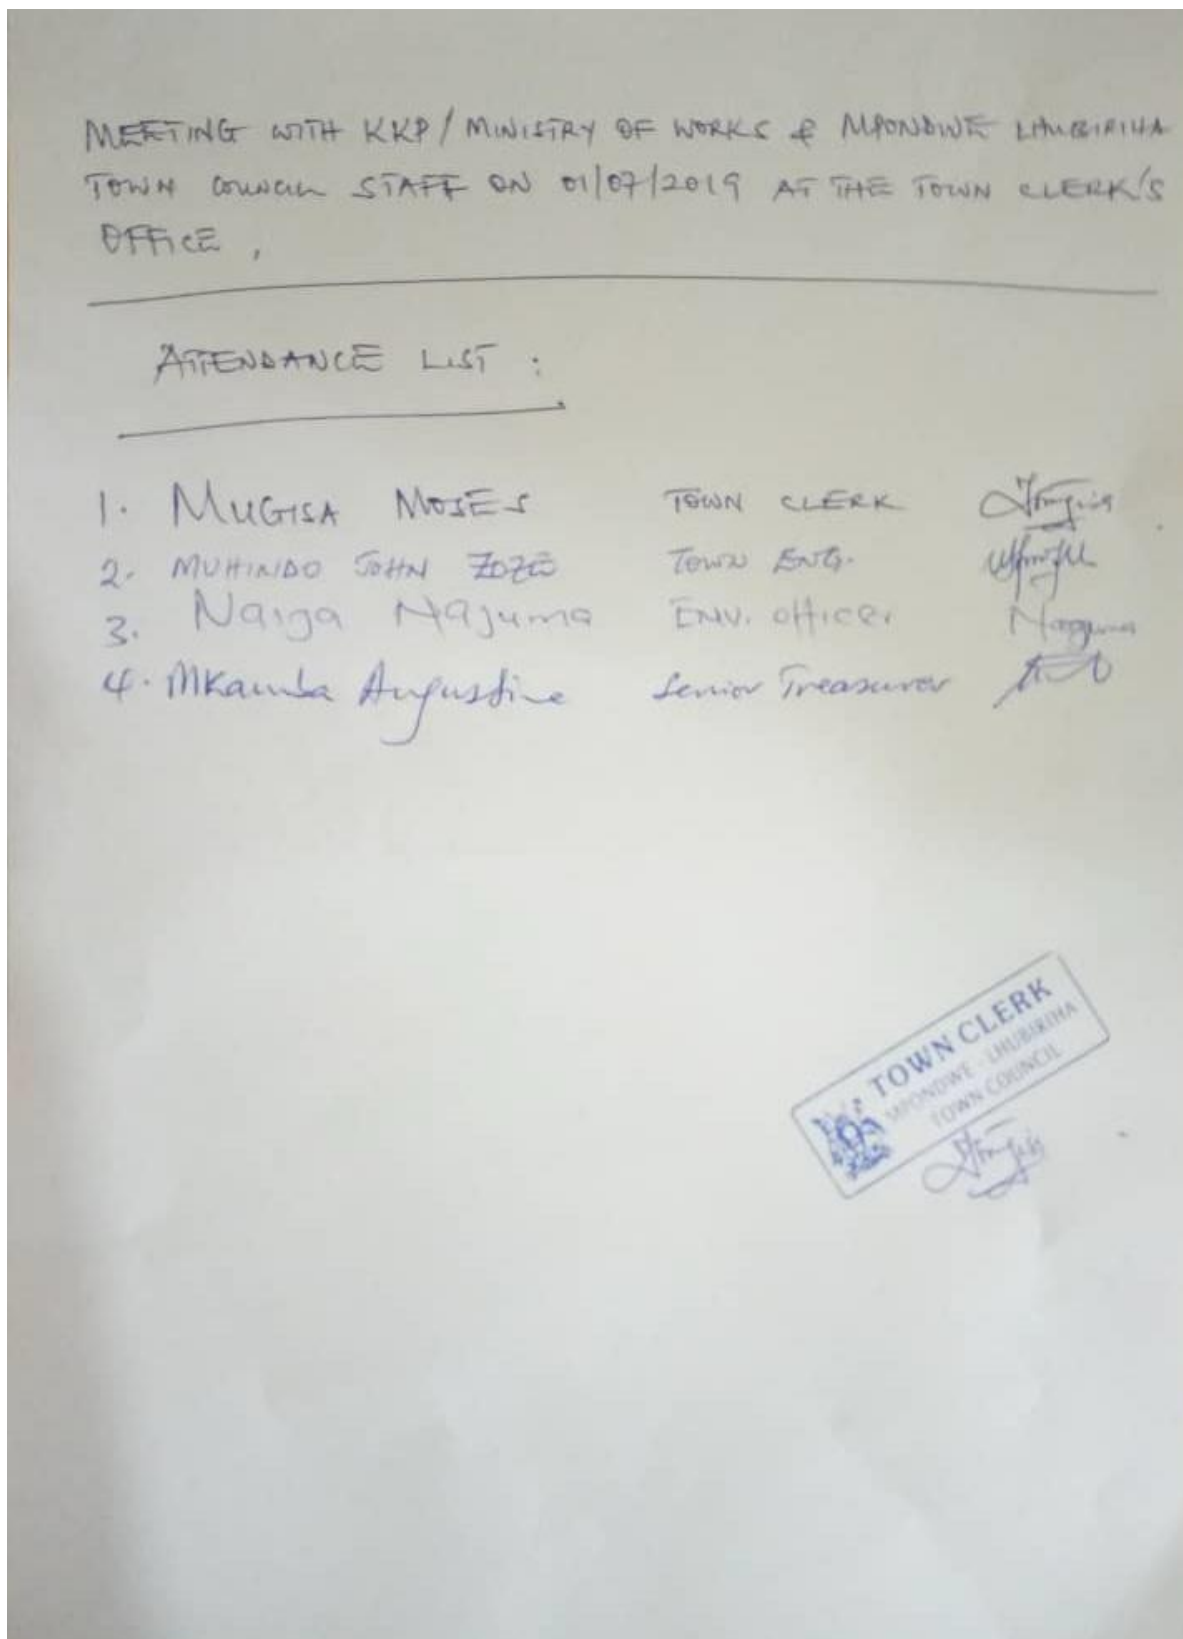 MEETING WITH KKP / MINISTRY OF WORKS & MPONDWE LHUBIRIHA
TOWN COUNCIL STAFF ON 01/07/2019 AT THE TOWN CLERK'S
OFFICE,
ATTENDANCE LIST :
1. MUGISA MOSES TOWN CLERK
2. MUHINDO JOHN ZOZE TOWN ENG.
3. Naiga Najuma ENV. Officer Naajuma
4. Mkamba Augustine Senior Treasurer
TOWN CLERK
MPONDWE - LHUBIRIHA
TOWN COUNCIL